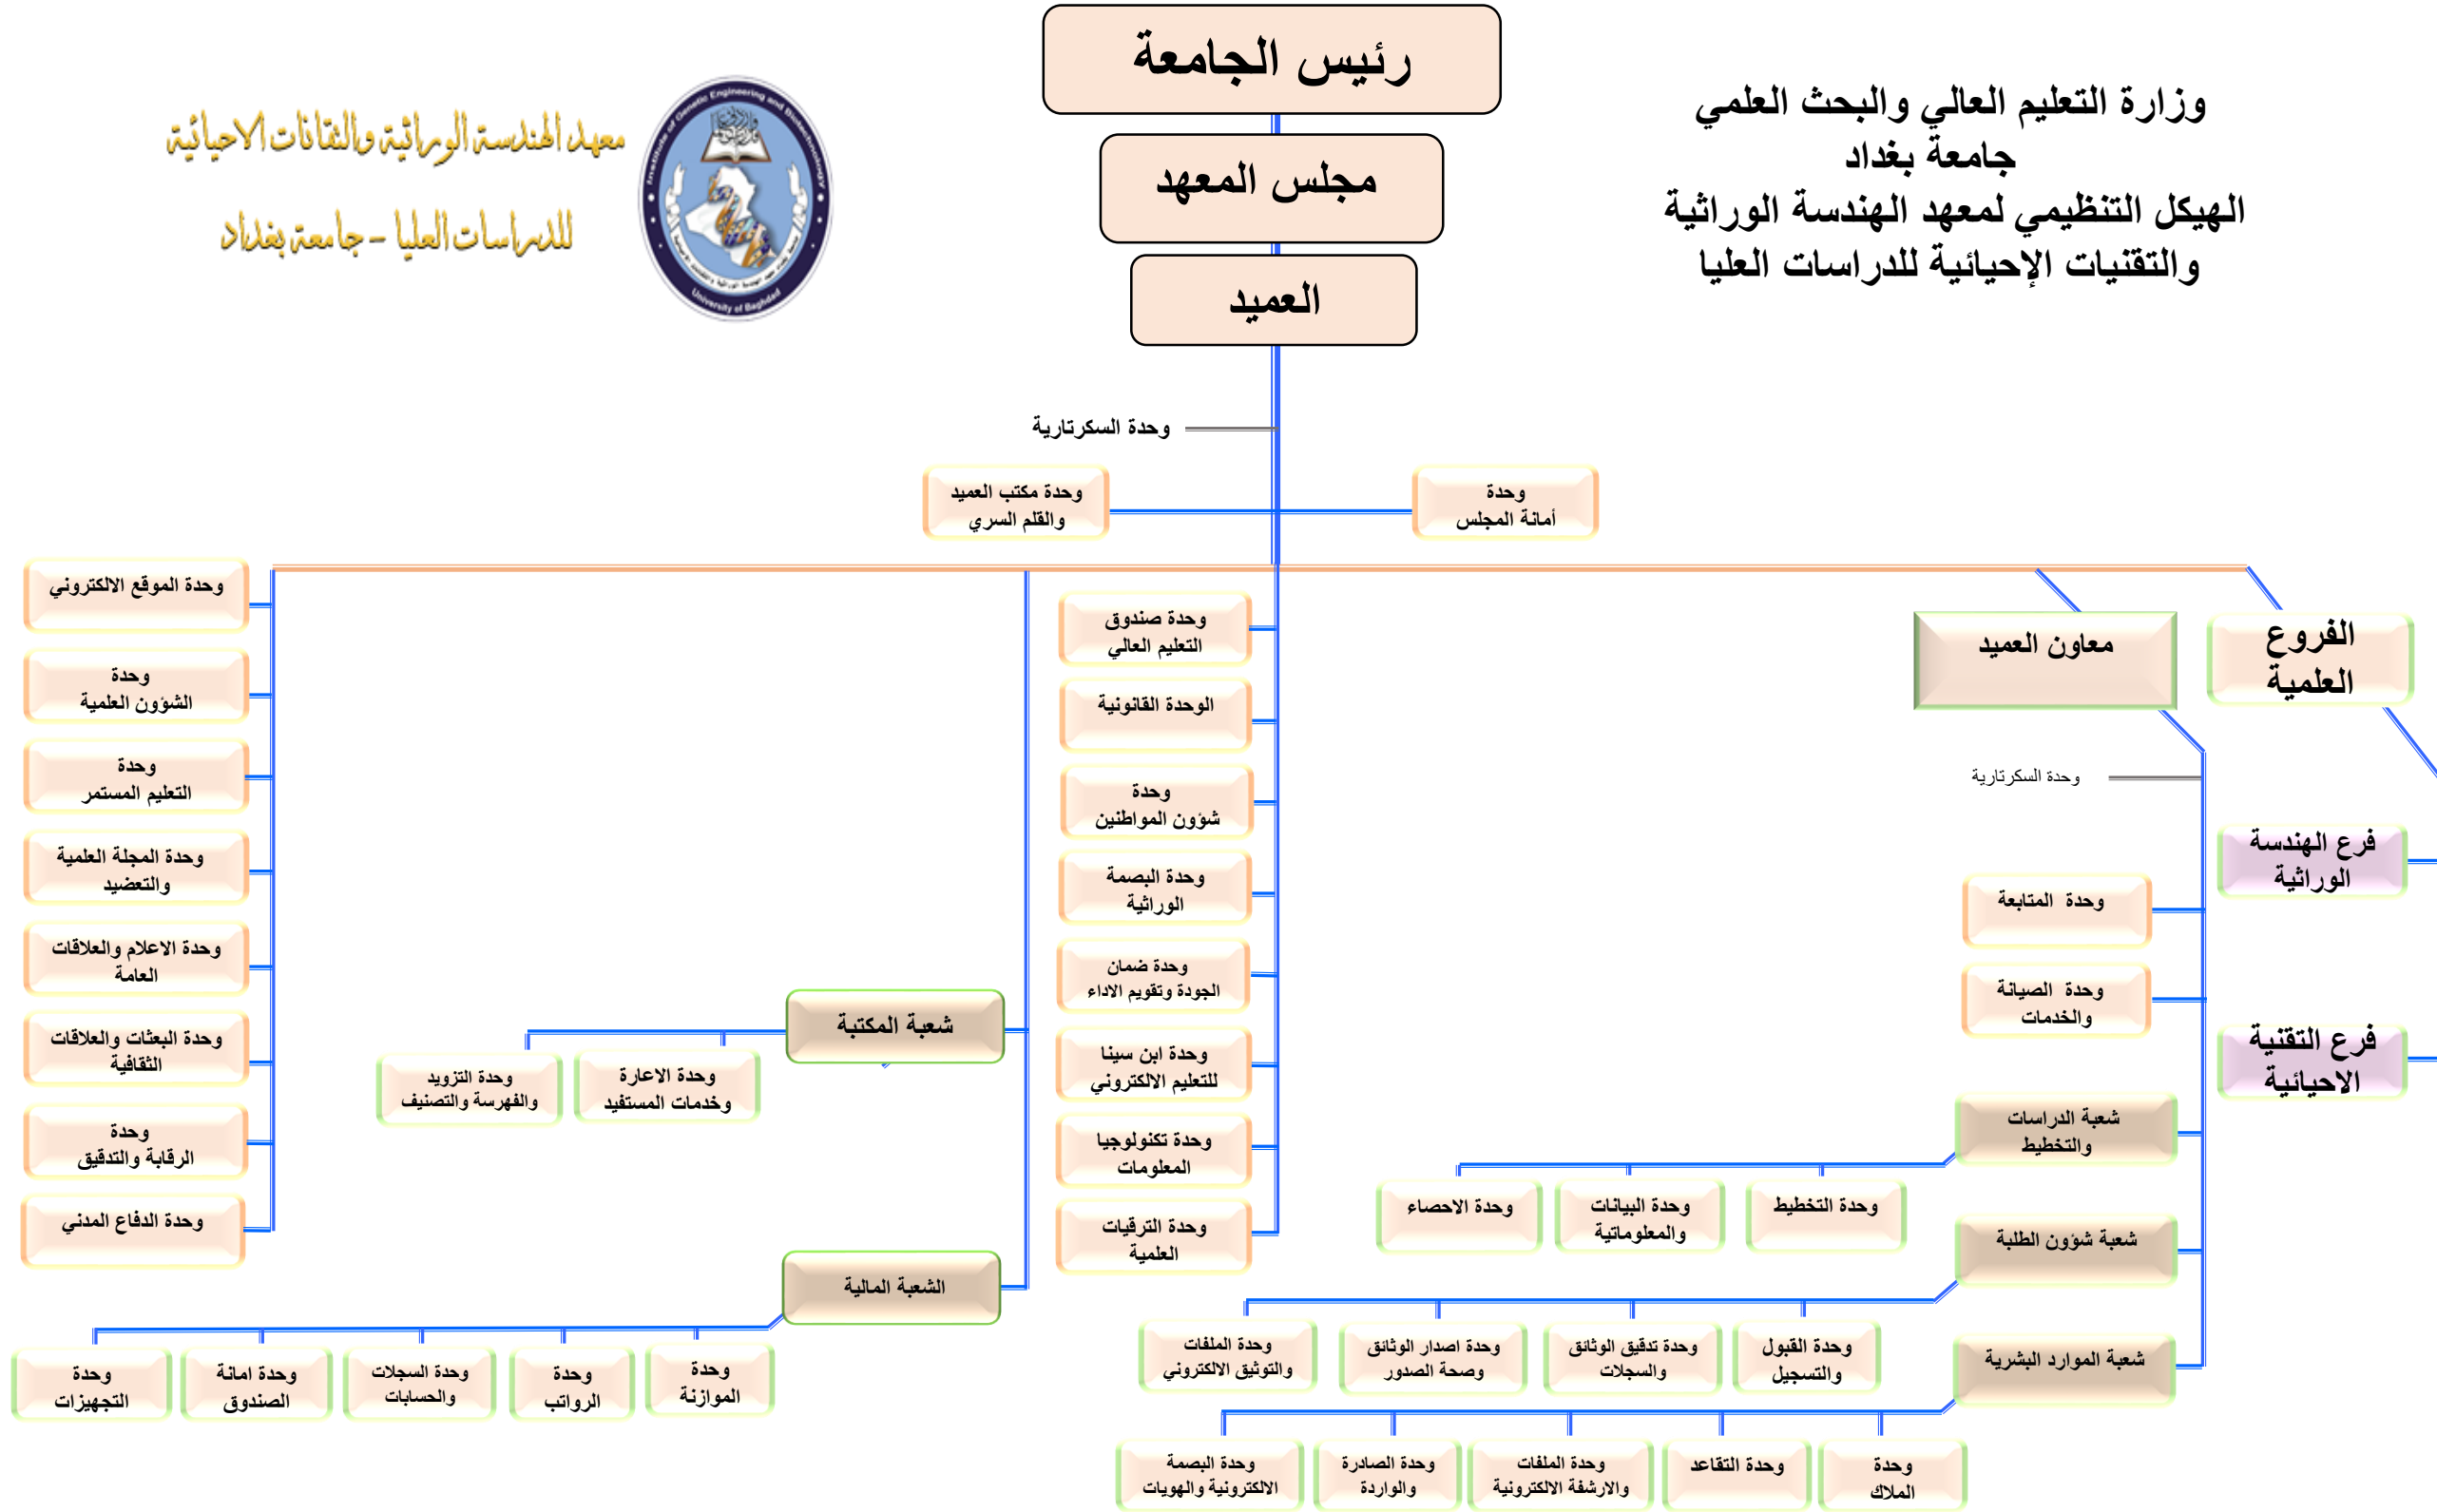 رئيس الجامعة
مجلس المعهد
العميد
وزارة التعليم العالي والبحث العلمي
جامعة بغداد
الهيكل التنظيمي لمعهد الهندسة الوراثية
والتقنيات الإحيائية للدراسات العليا
معهد الهندسة الوراثية والتقانات الاحيائية
للدراسات العليا - جامعة بغداد
Institute of Genetic Engineering and Biotechnology
University of Baghdad
وحدة السكرتارية
وحدة
أمانة المجلس
وحدة مكتب العميد
والقلم السري
الفروع
العلمية
فرع الهندسة
الوراثية
فرع التقنية
الاحيائية
معاون العميد
وحدة السكرتارية
وحدة المتابعة
وحدة الصيانة
والخدمات
شعبة الدراسات
والتخطيط
وحدة التخطيط
وحدة البيانات
والمعلوماتية
وحدة الاحصاء
شعبة شؤون الطلبة
وحدة القبول
والتسجيل
وحدة تدقيق الوثائق
والسجلات
وحدة اصدار الوثائق
وصحة الصدور
وحدة الملفات
والتوثيق الالكتروني
شعبة الموارد البشرية
وحدة
الملاك
وحدة التقاعد
وحدة الملفات
والارشفة الالكترونية
وحدة الصادرة
والواردة
وحدة البصمة
الالكترونية والهويات
وحدة صندوق
التعليم العالي
الوحدة القانونية
وحدة
شؤون المواطنين
وحدة البصمة
الوراثية
وحدة ضمان
الجودة وتقويم الاداء
وحدة ابن سينا
للتعليم الالكتروني
وحدة تكنولوجيا
المعلومات
وحدة الترقيات
العلمية
شعبة المكتبة
وحدة الاعارة
وخدمات المستفيد
وحدة التزويد
والفهرسة والتصنيف
الشعبة المالية
وحدة
الموازنة
وحدة
الرواتب
وحدة السجلات
والحسابات
وحدة امانة
الصندوق
وحدة
التجهيزات
وحدة الموقع الالكتروني
وحدة
الشؤون العلمية
وحدة
التعليم المستمر
وحدة المجلة العلمية
والتعضيد
وحدة الاعلام والعلاقات
العامة
وحدة البعثات والعلاقات
الثقافية
وحدة
الرقابة والتدقيق
وحدة الدفاع المدني